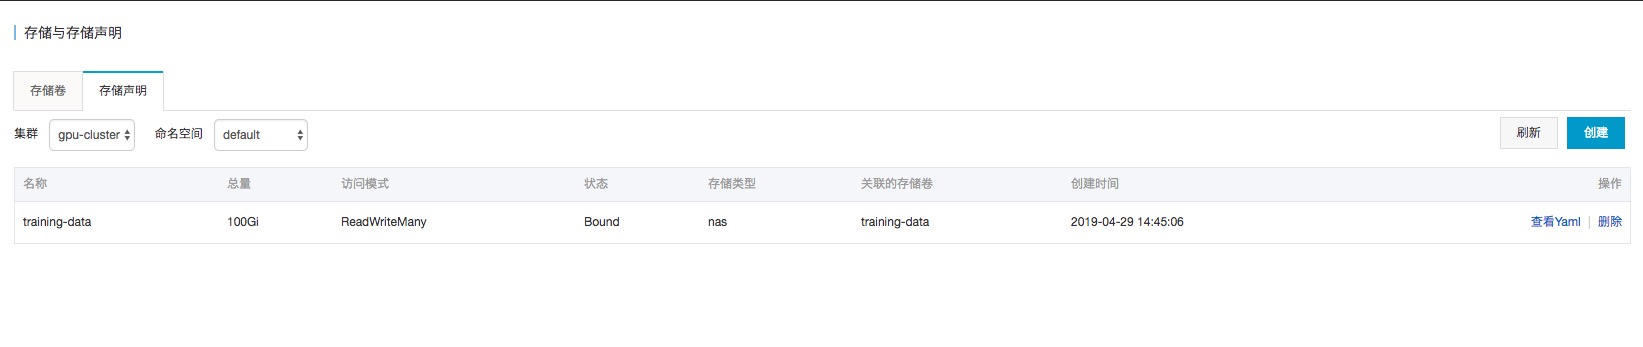 存储与存储声明
存储卷 存储声明
集群 gpu-cluster 命名空间 default 刷新 创建
名称 总量 访问模式 状态 存储类型 关联的存储卷 创建时间 操作
training-data 100Gi ReadWriteMany Bound nas training-data 2019-04-29 14:45:06 查看Yaml | 删除